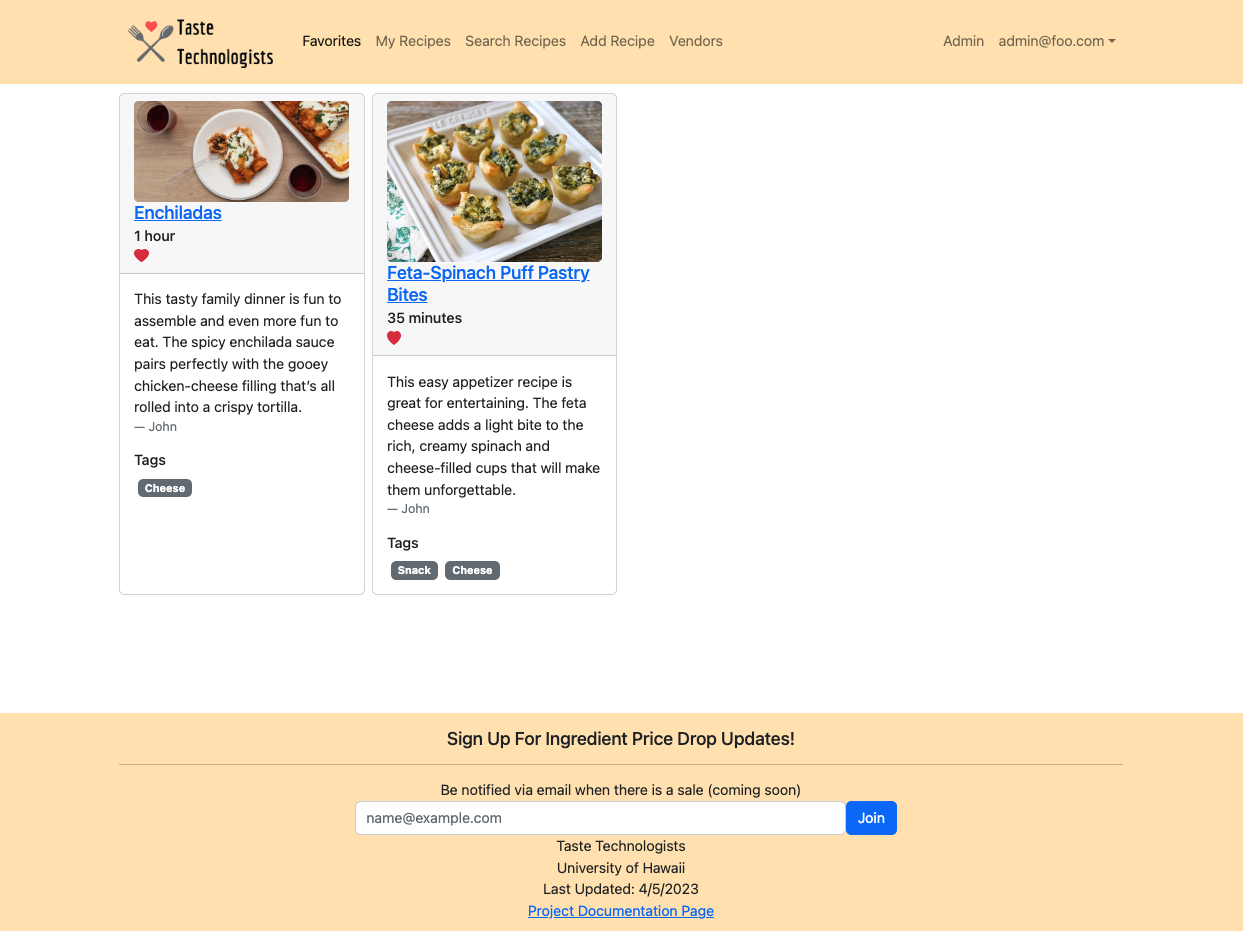 Taste
Technologists
Favorites My Recipes Search Recipes Add Recipe Vendors Admin admin@foo.com
Enchiladas
1 hour
This tasty family dinner is fun to
assemble and even more fun to
eat. The spicy enchilada sauce
pairs perfectly with the gooey
chicken-cheese filling that's all
rolled into a crispy tortilla.
— John
Tags
Cheese
LE CREUSET
Feta-Spinach Puff Pastry
Bites
35 minutes
This easy appetizer recipe is
great for entertaining. The feta
cheese adds a light bite to the
rich, creamy spinach and
cheese-filled cups that will make
them unforgettable.
— John
Tags
Snack Cheese
Sign Up For Ingredient Price Drop Updates!
Be notified via email when there is a sale (coming soon)
name@example.com Join
Taste Technologists
University of Hawaii
Last Updated: 4/5/2023
Project Documentation Page